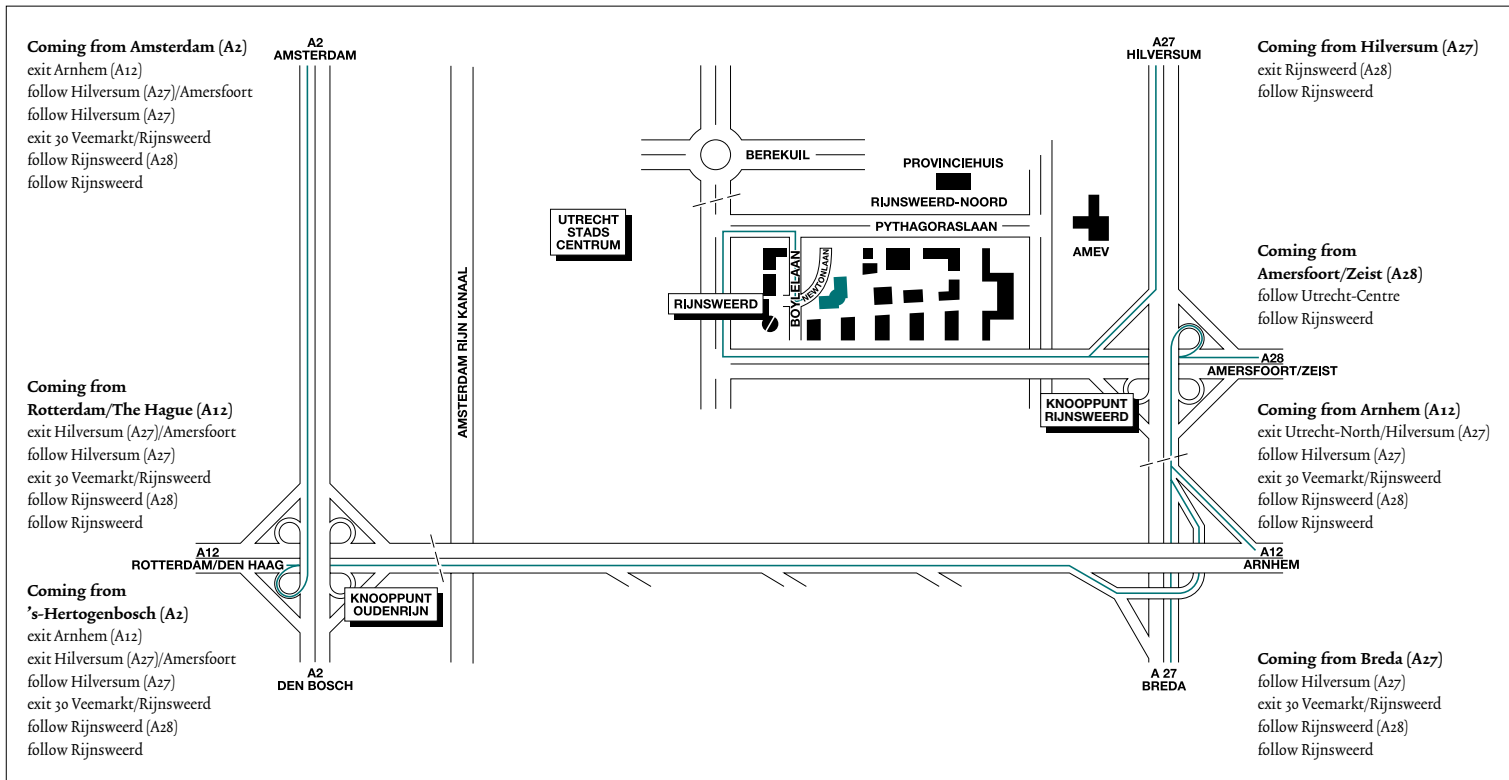 Coming from Amsterdam (A2)
exit Arnhem (A12)
follow Hilversum (A27)/Amersfoort
follow Hilversum (A27)
exit 30 Veemarkt/Rijnsweerd
follow Rijnsweerd (A28)
follow Rijnsweerd
Coming from
Rotterdam/The Hague (A12)
exit Hilversum (A27)/Amersfoort
follow Hilversum (A27)
exit 30 Veemarkt/Rijnsweerd
follow Rijnsweerd (A28)
follow Rijnsweerd
Coming from
’s-Hertogenbosch (A2)
exit Arnhem (A12)
exit Hilversum (A27)/Amersfoort
follow Hilversum (A27)
exit 30 Veemarkt/Rijnsweerd
follow Rijnsweerd (A28)
follow Rijnsweerd
A2
AMSTERDAM
AMSTERDAM RIJN KANAAL
A12
ROTTERDAM/DEN HAAG
KNOOPPUNT
OUDENRIJN
A2
DEN BOSCH
UTRECHT
STADS
CENTRUM
BEREKUIL
PROVINCIEHUIS
RIJNSWEERD-NOORD
PYTHAGORASLAAN
AMEV
RIJNSWEERD
BOYLELAAN
NEWTONLAAN
A27
HILVERSUM
A28
AMERSFOORT/ZEIST
KNOOPPUNT
RIJNSWEERD
A12
ARNHEM
A 27
BREDA
Coming from Hilversum (A27)
exit Rijnsweerd (A28)
follow Rijnsweerd
Coming from
Amersfoort/Zeist (A28)
follow Utrecht-Centre
follow Rijnsweerd
Coming from Arnhem (A12)
exit Utrecht-North/Hilversum (A27)
follow Hilversum (A27)
exit 30 Veemarkt/Rijnsweerd
follow Rijnsweerd (A28)
follow Rijnsweerd
Coming from Breda (A27)
follow Hilversum (A27)
exit 30 Veemarkt/Rijnsweerd
follow Rijnsweerd (A28)
follow Rijnsweerd